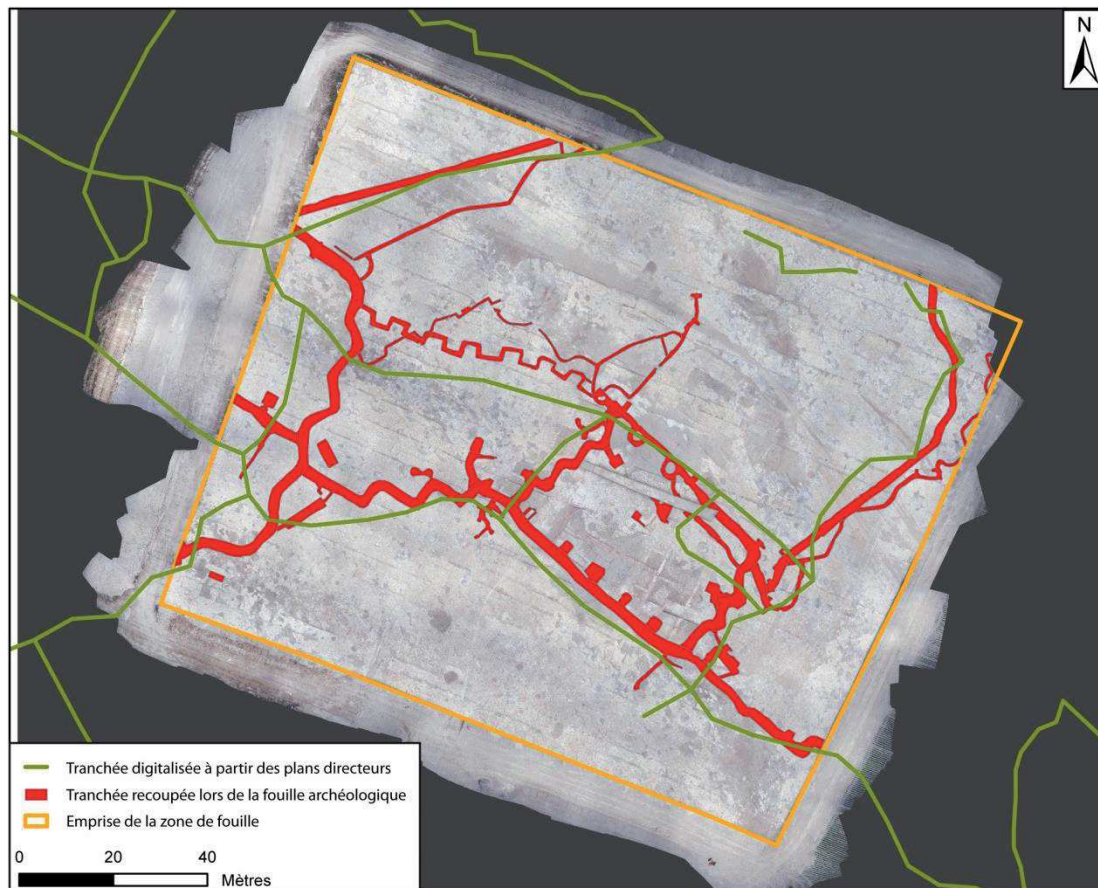 N
Tranchée digitalisée à partir des plans directeurs
Tranchée recoupée lors de la fouille archéologique
Emprise de la zone de fouille
0 20 40
Mètres